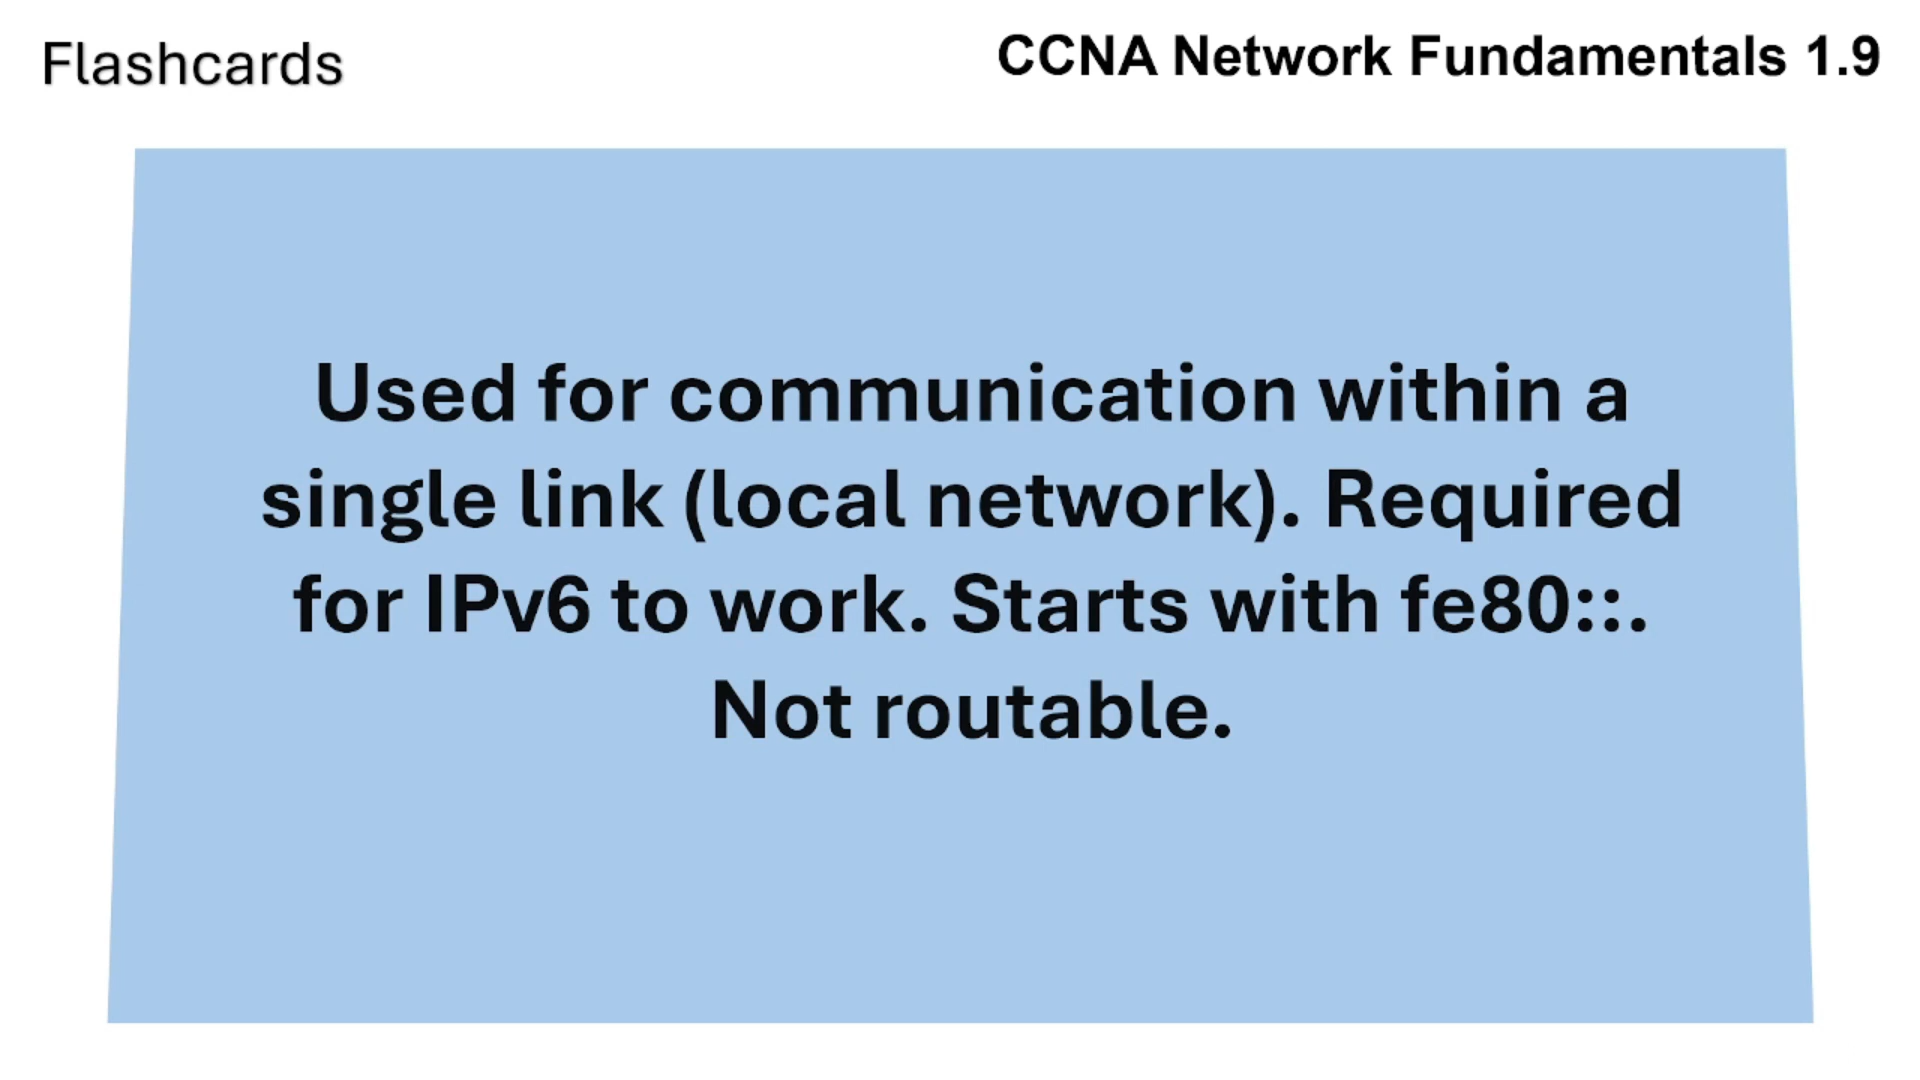 Flashcards
CCNA Network Fundamentals 1.9
Used for communication within a
single link (local network). Required
for IPv6 to work. Starts with fe80::.
Not routable.